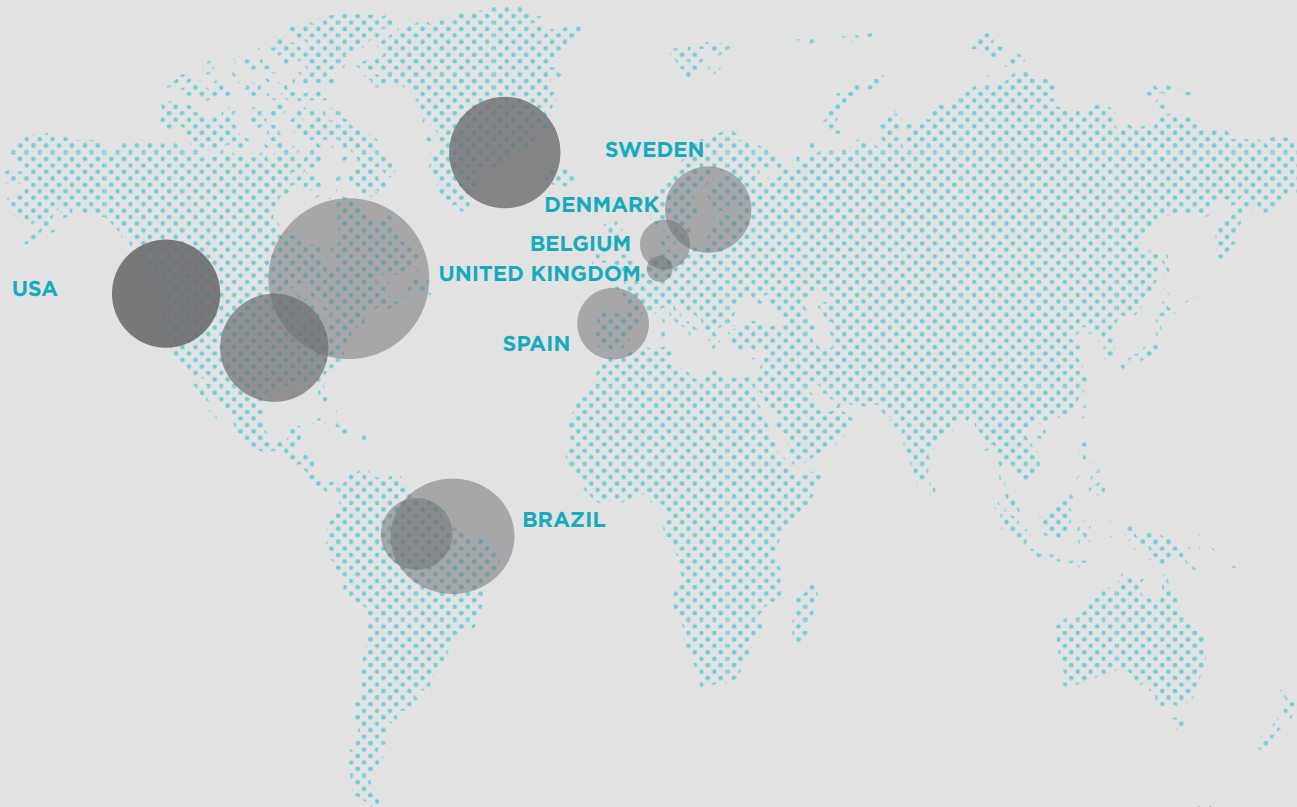 SWEDEN
DENMARK
BELGIUM
UNITED KINGDOM
USA
SPAIN
BRAZIL